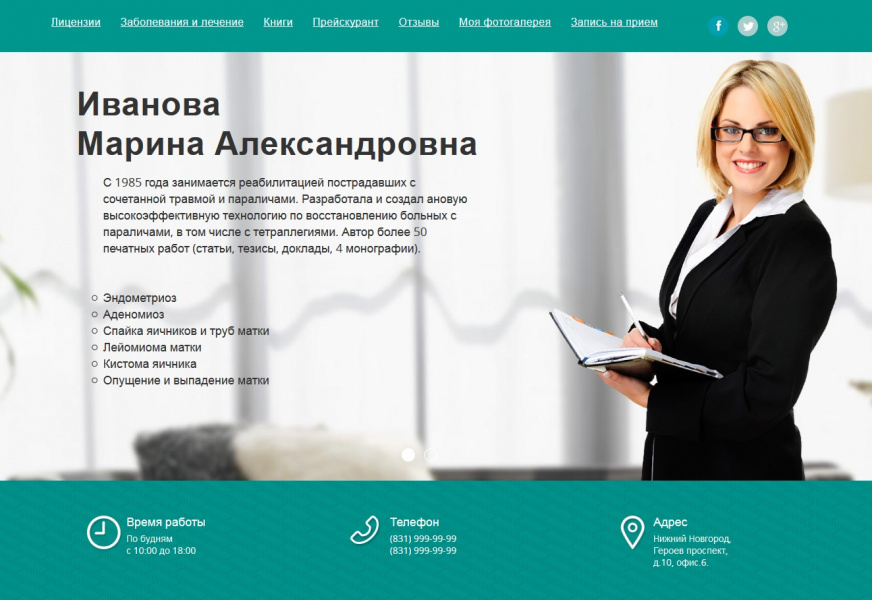 Лицензии Заболевания и лечение Книги Прейскурант Отзывы Моя фотогалерея Запись на прием
f g+
Иванова
Марина Александровна
С 1985 года занимается реабилитацией пострадавших с
сочетанной травмой и параличами. Разработала и создал ановую
высокоэффективную технологию по восстановлению больных с
параличами, в том числе с тетраплегиями. Автор более 50
печатных работ (статьи, тезисы, доклады, 4 монографии).
Эндометриоз
Аденомиоз
Спайка яичников и труб матки
Лейомиома матки
Кистома яичника
Опущение и выпадение матки
Время работы
По будням
с 10:00 до 18:00
Телефон
(831) 999-99-99
(831) 999-99-99
Адрес
Нижний Новгород,
Героев проспект,
д.10, офис.6.